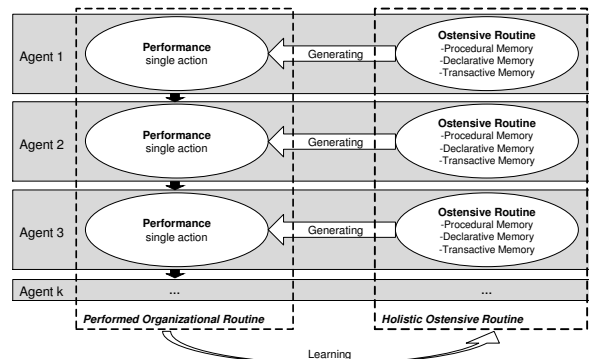 Agent 1
Performance
single action
Generating
Ostensive Routine
-Procedural Memory
-Declarative Memory
-Transactive Memory
Agent 2
Performance
single action
Generating
Ostensive Routine
-Procedural Memory
-Declarative Memory
-Transactive Memory
Agent 3
Performance
single action
Generating
Ostensive Routine
-Procedural Memory
-Declarative Memory
-Transactive Memory
Agent k
...
...
Performed Organizational Routine
Holistic Ostensive Routine
Learning